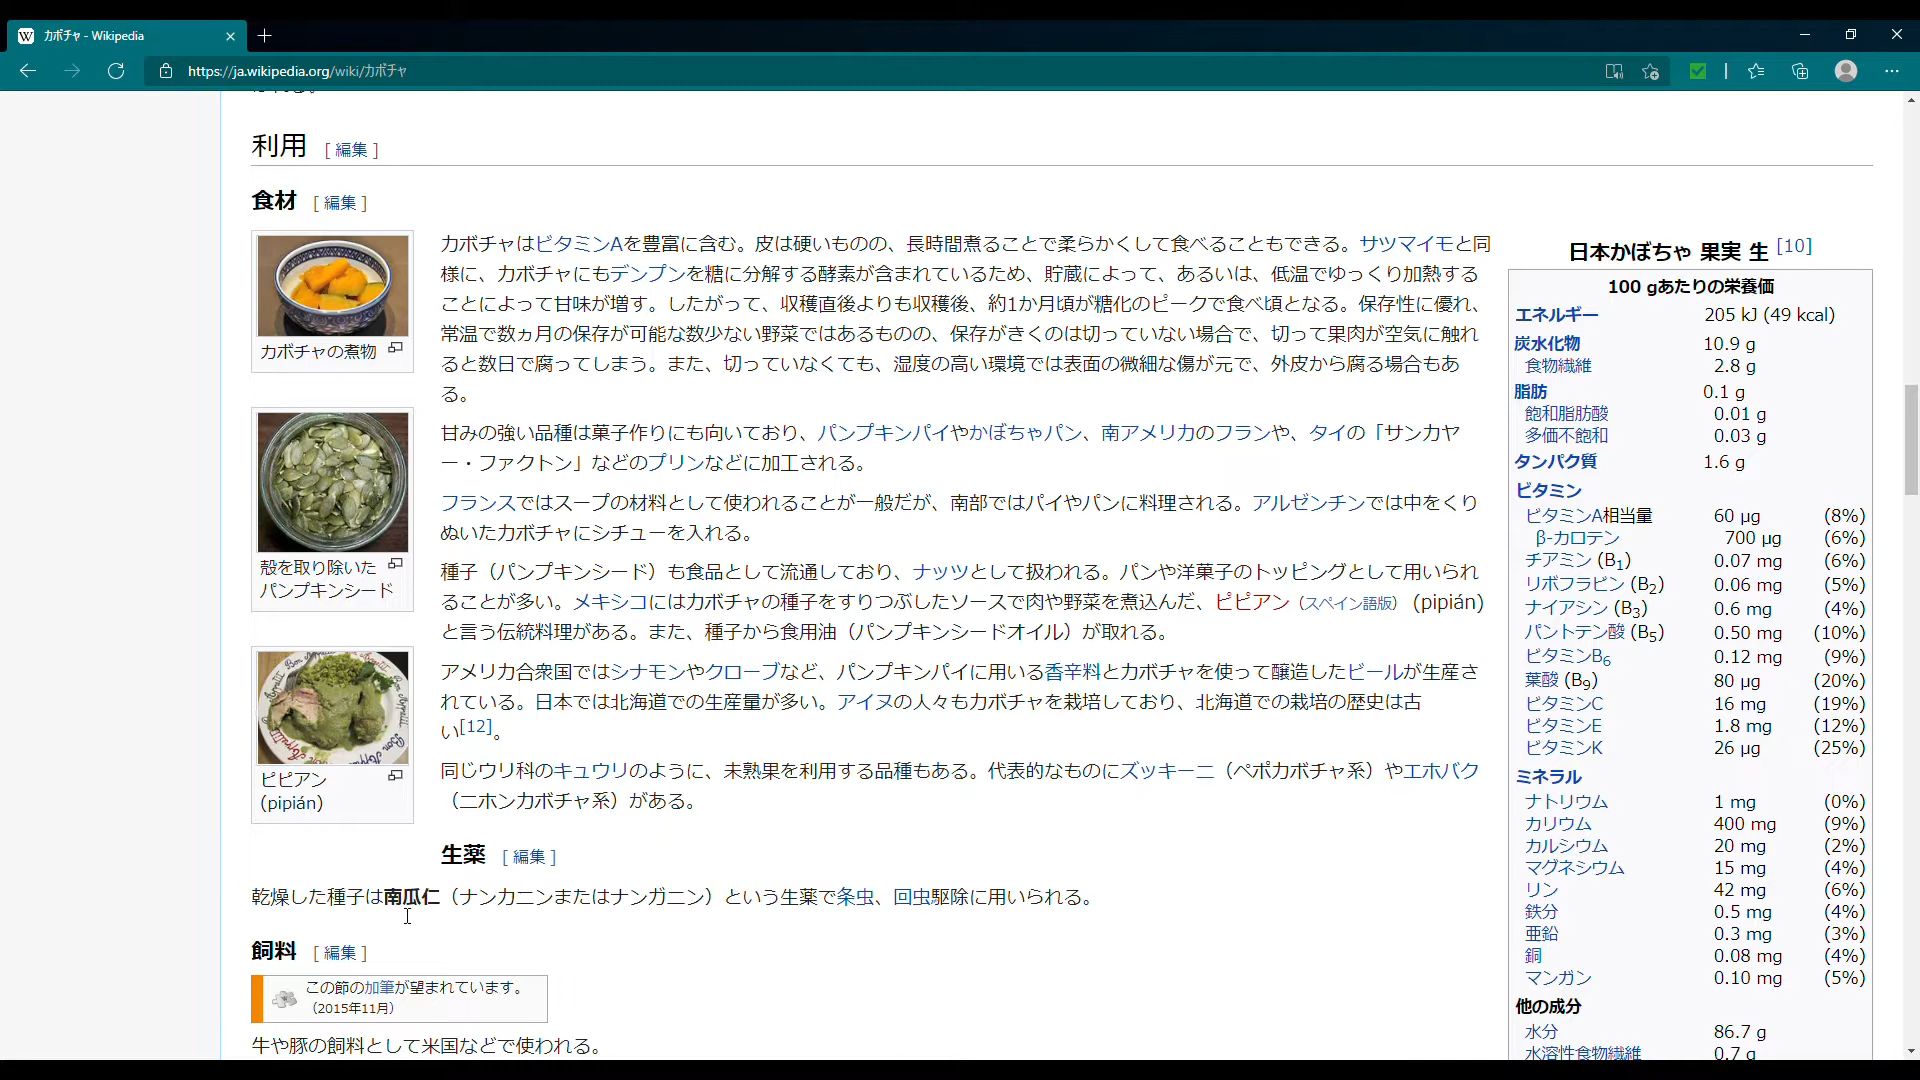 カボチャ - Wikipedia
https://ja.wikipedia.org/wiki/カボチャ
利用 [ 編集 ]
食材 [ 編集 ]
カボチャの煮物
殻を取り除いた
パンプキンシード
ピピアン
(pipián)
カボチャはビタミンAを豊富に含む。皮は硬いものの、長時間煮ることで柔らかくして食べることもできる。サツマイモと同
様に、カボチャにもデンプンを糖に分解する酵素が含まれているため、貯蔵によって、あるいは、低温でゆっくり加熱する
ことによって甘味が増す。したがって、収穫直後よりも収穫後、約1か月頃が糖化のピークで食べ頃となる。保存性に優れ、
常温で数ヵ月の保存が可能な数少ない野菜ではあるものの、保存がきくのは切っていない場合で、切って果肉が空気に触れ
ると数日で腐ってしまう。また、切っていなくても、湿度の高い環境では表面の微細な傷が元で、外皮から腐る場合もあ
る。
甘みの強い品種は菓子作りにも向いており、パンプキンパイやかぼちゃパン、南アメリカのフランや、タイの「サンカヤ
ー・ファクトン」などのプリンなどに加工される。
フランスではスープの材料として使われることが一般だが、南部ではパイやパンに料理される。アルゼンチンでは中をくり
ぬいたカボチャにシチューを入れる。
種子（パンプキンシード）も食品として流通しており、ナッツとして扱われる。パンや洋菓子のトッピングとして用いられ
ることが多い。メキシコにはカボチャの種子をすりつぶしたソースで肉や野菜を煮込んだ、ピピアン（スペイン語版） (pipián)
と言う伝統料理がある。また、種子から食用油（パンプキンシードオイル）が取れる。
アメリカ合衆国ではシナモンやクローブなど、パンプキンパイに用いる香辛料とカボチャを使って醸造したビールが生産さ
れている。日本では北海道での生産量が多い。アイヌの人々もカボチャを栽培しており、北海道での栽培の歴史は古
い[12]。
同じウリ科のキュウリのように、未熟果を利用する品種もある。代表的なものにズッキーニ（ペポカボチャ系）やエホバク
（ニホンカボチャ系）がある。
生薬 [ 編集 ]
乾燥した種子は南瓜仁（ナンカニンまたはナンガニン）という生薬で条虫、回虫駆除に用いられる。
飼料 [ 編集 ]
この節の加筆が望まれています。
（2015年11月）
牛や豚の飼料として米国などで使われる。
日本かぼちゃ 果実 生 [10]
100 gあたりの栄養価
エネルギー 205 kJ (49 kcal)
炭水化物 10.9 g
食物繊維 2.8 g
脂肪 0.1 g
飽和脂肪酸 0.01 g
多価不飽和 0.03 g
タンパク質 1.6 g
ビタミン
ビタミンA相当量 60 μg (8%)
β-カロテン 700 μg (6%)
チアミン (B1) 0.07 mg (6%)
リボフラビン (B2) 0.06 mg (5%)
ナイアシン (B3) 0.6 mg (4%)
パントテン酸 (B5) 0.50 mg (10%)
ビタミンB6 0.12 mg (9%)
葉酸 (B9) 80 μg (20%)
ビタミンC 16 mg (19%)
ビタミンE 1.8 mg (12%)
ビタミンK 26 μg (25%)
ミネラル
ナトリウム 1 mg (0%)
カリウム 400 mg (9%)
カルシウム 20 mg (2%)
マグネシウム 15 mg (4%)
リン 42 mg (6%)
鉄分 0.5 mg (4%)
亜鉛 0.3 mg (3%)
銅 0.08 mg (4%)
マンガン 0.10 mg (5%)
他の成分
水分 86.7 g
水溶性食物繊維 0.7 g